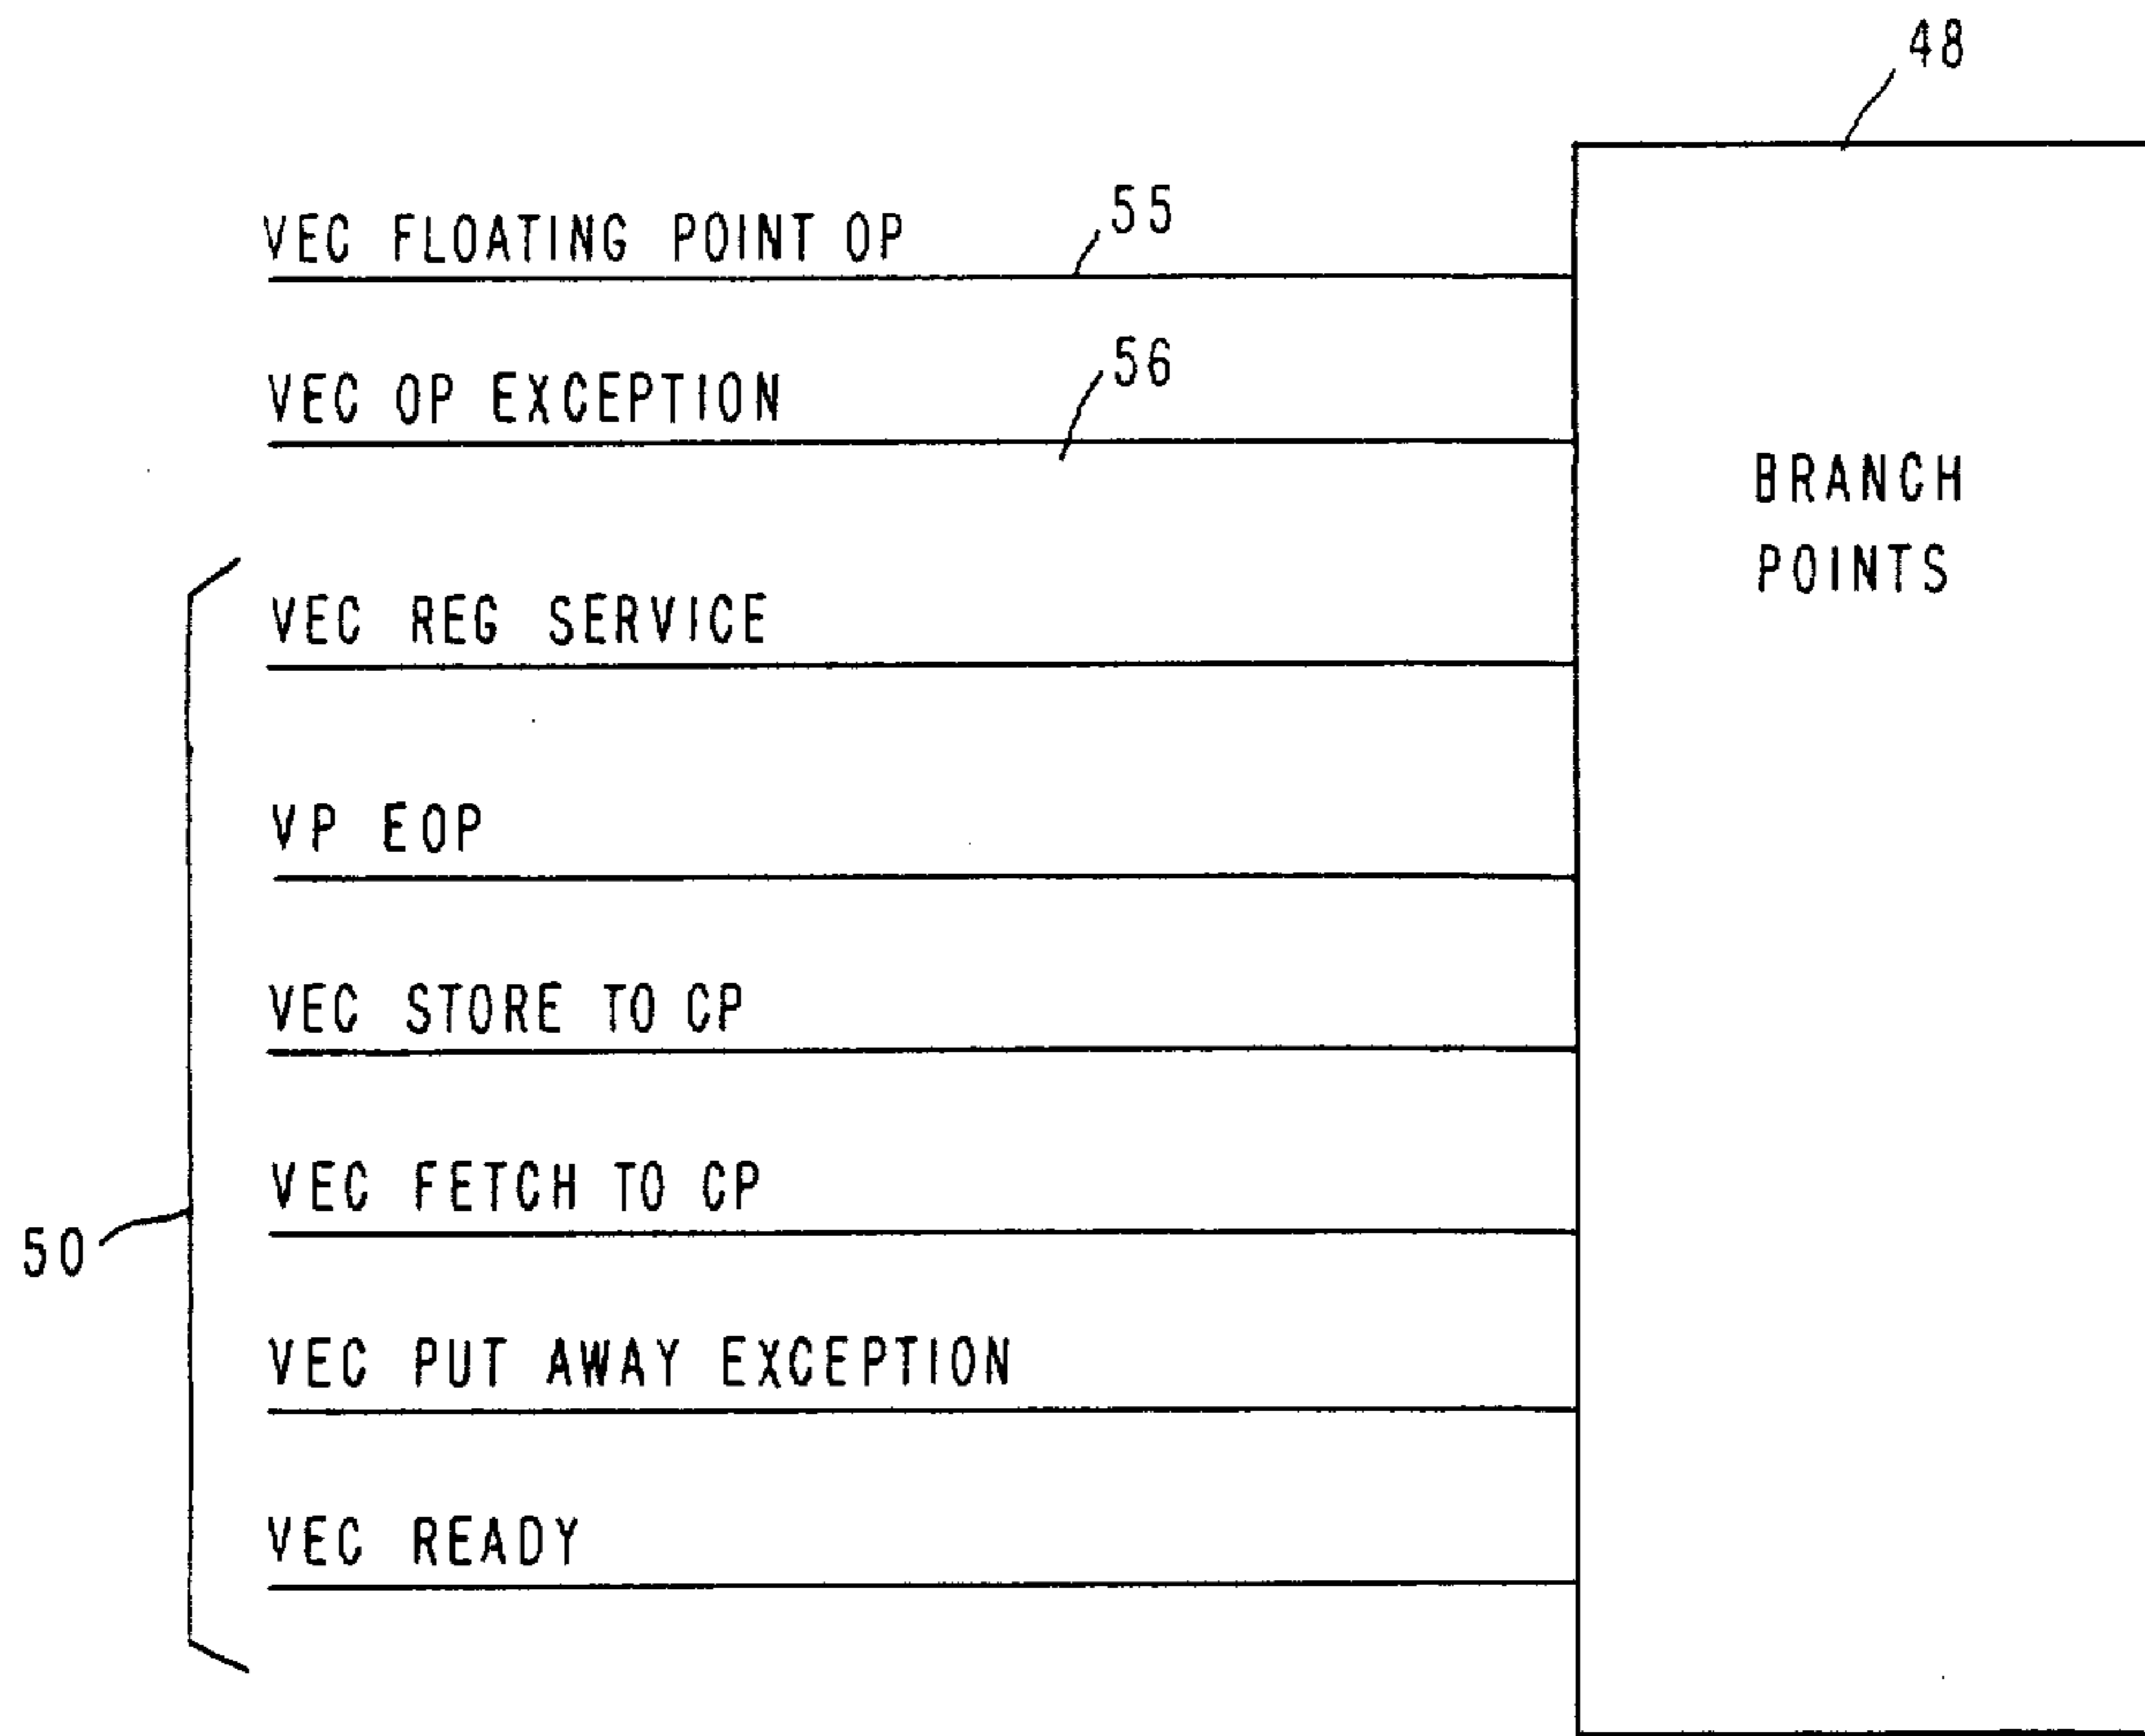 48
VEC FLOATING POINT OP
55
VEC OP EXCEPTION
56
BRANCH
POINTS
VEC REG SERVICE
VP EOP
VEC STORE TO CP
VEC FETCH TO CP
50
VEC PUT AWAY EXCEPTION
VEC READY